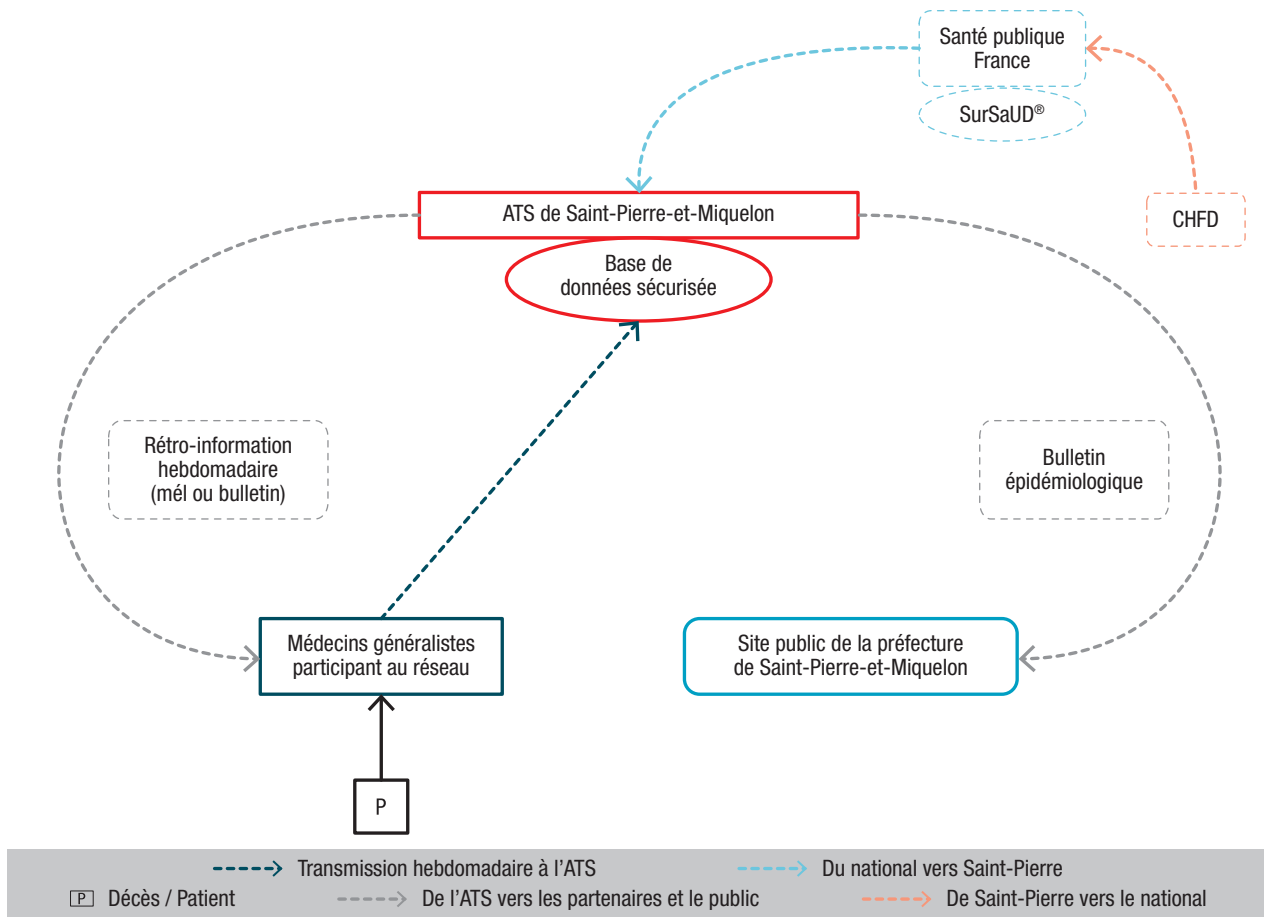 Santé publique
France
SurSaUD®
CHFD
ATS de Saint-Pierre-et-Miquelon
Base de
données sécurisée
Rétro-information
hebdomadaire
(mél ou bulletin)
Bulletin
épidémiologique
Médecins généralistes
participant au réseau
Site public de la préfecture
de Saint-Pierre-et-Miquelon
P
Transmission hebdomadaire à l'ATS
Du national vers Saint-Pierre
P Décès / Patient
De l'ATS vers les partenaires et le public
De Saint-Pierre vers le national